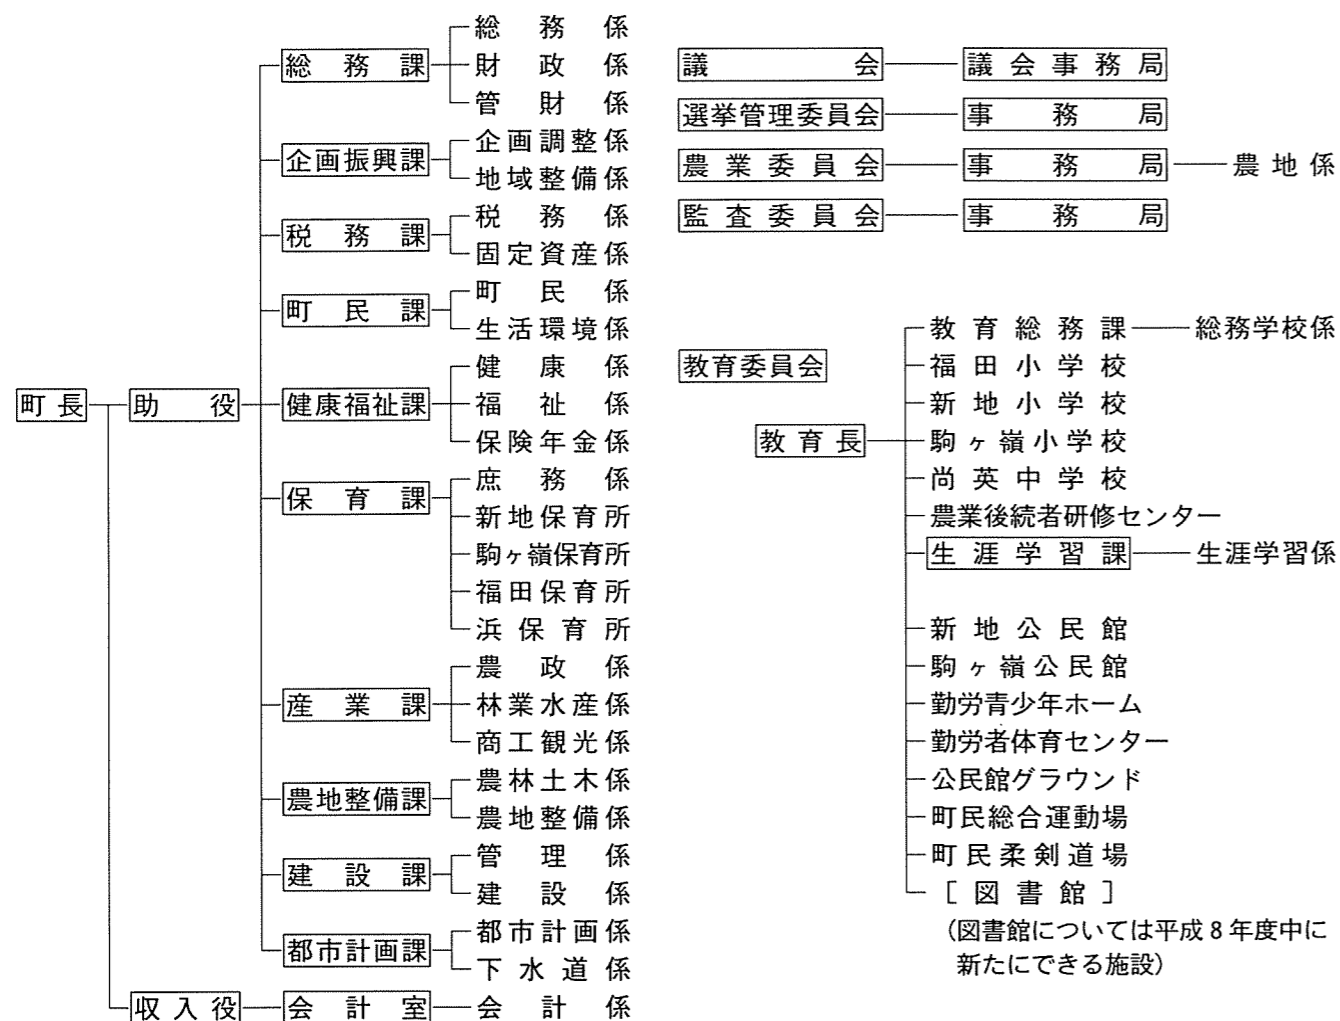 町長
助役
総務課
総務係
財政係
管財係
企画振興課
企画調整係
地域整備係
税務課
税務係
固定資産係
町民課
町民係
生活環境係
健康福祉課
健康係
福祉係
保険年金係
保育課
庶務係
新地保育所
駒ヶ嶺保育所
福田保育所
浜保育所
産業課
農政係
林業水産係
商工観光係
農地整備課
農林土木係
農地整備係
建設課
管理係
建設係
都市計画課
都市計画係
下水道係
収入役
会計室
会計係
議会
議会事務局
選挙管理委員会
事務局
農業委員会
事務局
農地係
監査委員会
事務局
教育委員会
教育長
教育総務課
総務学校係
福田小学校
新地小学校
駒ヶ嶺小学校
尚英中学校
農業後続者研修センター
生涯学習課
生涯学習係
新地公民館
駒ヶ嶺公民館
勤労青少年ホーム
勤労者体育センター
公民館グラウンド
町民総合運動場
町民柔剣道場
[図書館]
(図書館については平成8年度中に
新たにできる施設)